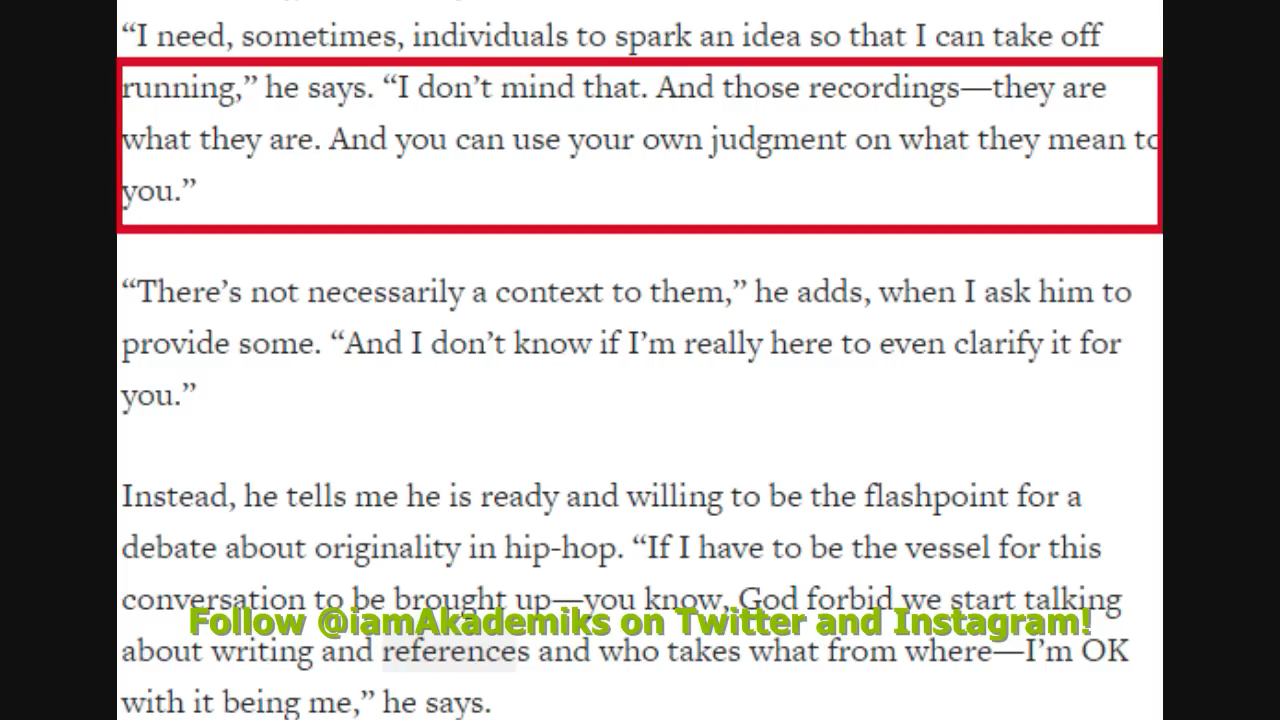 “I need, sometimes, individuals to spark an idea so that I can take off
running,” he says. “I don’t mind that. And those recordings—they are
what they are. And you can use your own judgment on what they mean to
you.”
“There’s not necessarily a context to them,” he adds, when I ask him to
provide some. “And I don’t know if I’m really here to even clarify it for
you.”
Instead, he tells me he is ready and willing to be the flashpoint for a
debate about originality in hip-hop. “If I have to be the vessel for this
conversation to be brought up—you know, God forbid we start talking
Follow @iamAkademiks on Twitter and Instagram!
about writing and references and who takes what from where—I’m OK
with it being me,” he says.